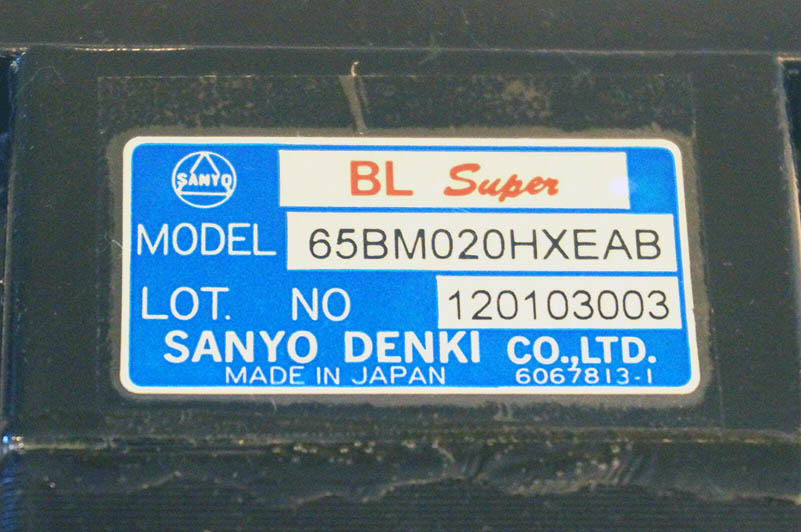 SANYO
BL Super
MODEL 65BM020HXEAB
LOT. NO 120103003
SANYO DENKI CO.,LTD.
MADE IN JAPAN 6067813-1